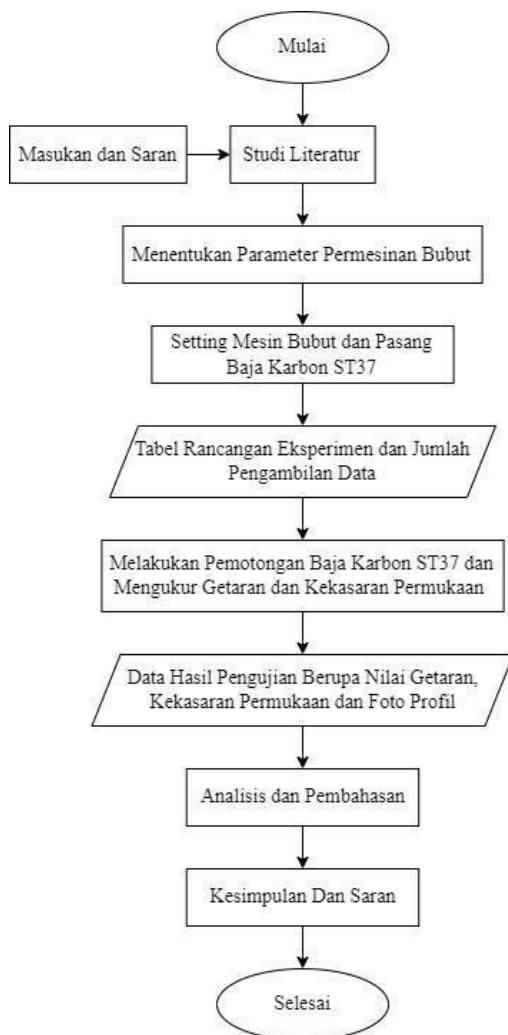 Mulai
Masukan dan Saran
Studi Literatur
Menentukan Parameter Permesinan Bubut
Setting Mesin Bubut dan Pasang
Baja Karbon ST37
Tabel Rancangan Eksperimen dan Jumlah
Pengambilan Data
Melakukan Pemotongan Baja Karbon ST37 dan
Mengukur Getaran dan Kekasaran Permukaan
Data Hasil Pengujian Berupa Nilai Getaran,
Kekasaran Permukaan dan Foto Profil
Analisis dan Pembahasan
Kesimpulan Dan Saran
Selesai